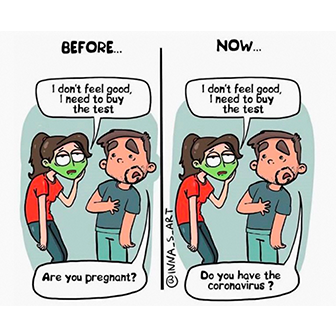 BEFORE...
I don't feel good,
I need to buy
the test
Are you pregnant?
NOW...
I don't feel good,
I need to buy
the test
Do you have the
coronavirus ?
@INNA_S_ART